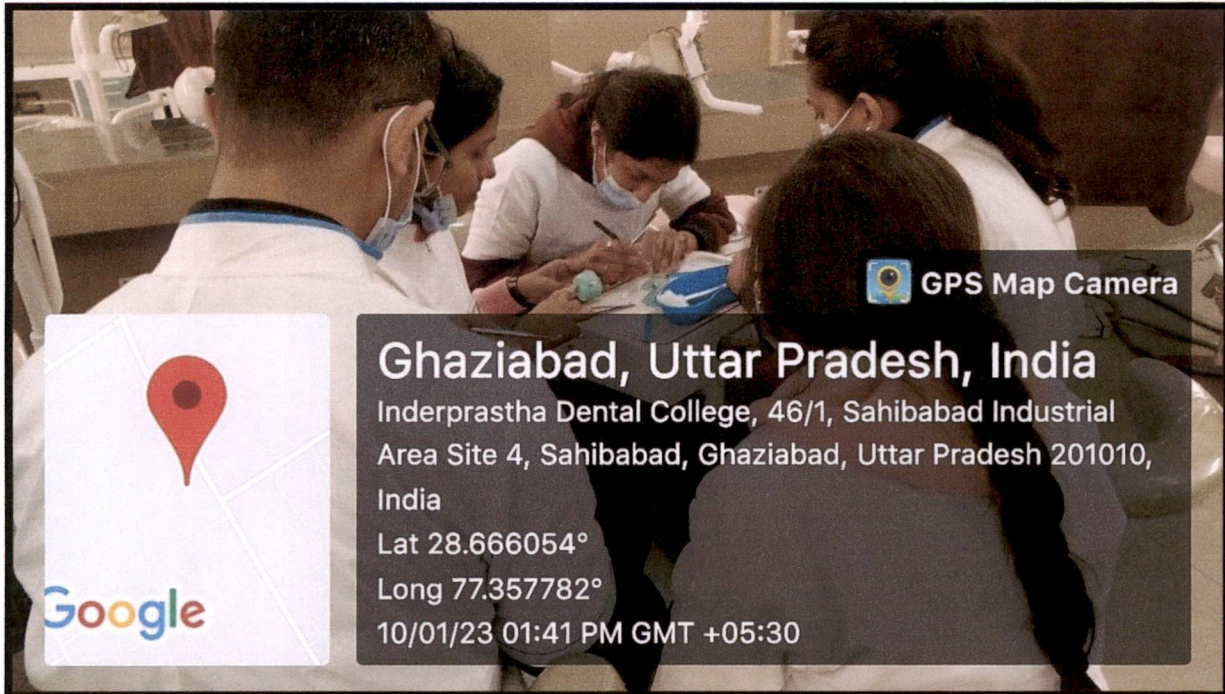 GPS Map Camera
Ghaziabad, Uttar Pradesh, India
Inderprastha Dental College, 46/1, Sahibabad Industrial
Area Site 4, Sahibabad, Ghaziabad, Uttar Pradesh 201010,
India
Lat 28.666054°
Long 77.357782°
10/01/23 01:41 PM GMT +05:30
Google